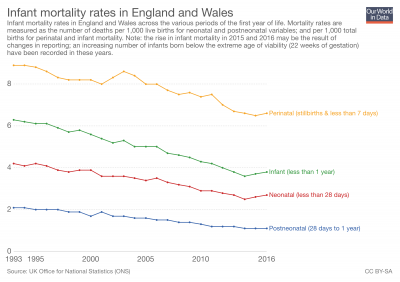 Infant mortality rates in England and Wales
Our World
in Data
Infant mortality rates in England and Wales across the various periods of the first year of life. Mortality rates are
measured as the number of deaths per 1,000 live births for neonatal and postneonatal variables; and per 1,000 total
births for perinatal and infant mortality. Note: the rise in infant mortality in 2015 and 2016 may be the result of
changes in reporting; an increasing number of infants born below the extreme age of viability (22 weeks of gestation)
have been recorded in these years.
8
6
4
2
0
Perinatal (stillbirths & less than 7 days)
Infant (less than 1 year)
Neonatal (less than 28 days)
Postneonatal (28 days to 1 year)
1993 1995 2000 2005 2010 2016
Source: UK Office for National Statistics (ONS)
CC BY-SA